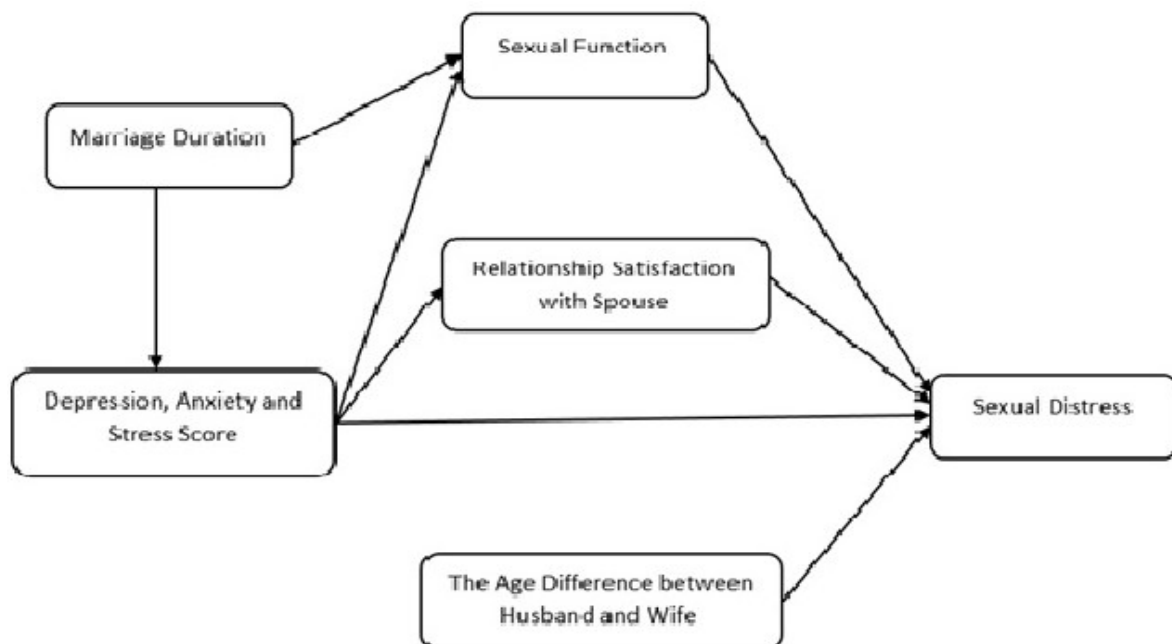 Sexual Function
Marriage Duration
Relationship Satisfaction
with Spouse
Depression, Anxiety and
Stress Score
Sexual Distress
The Age Difference between
Husband and Wife